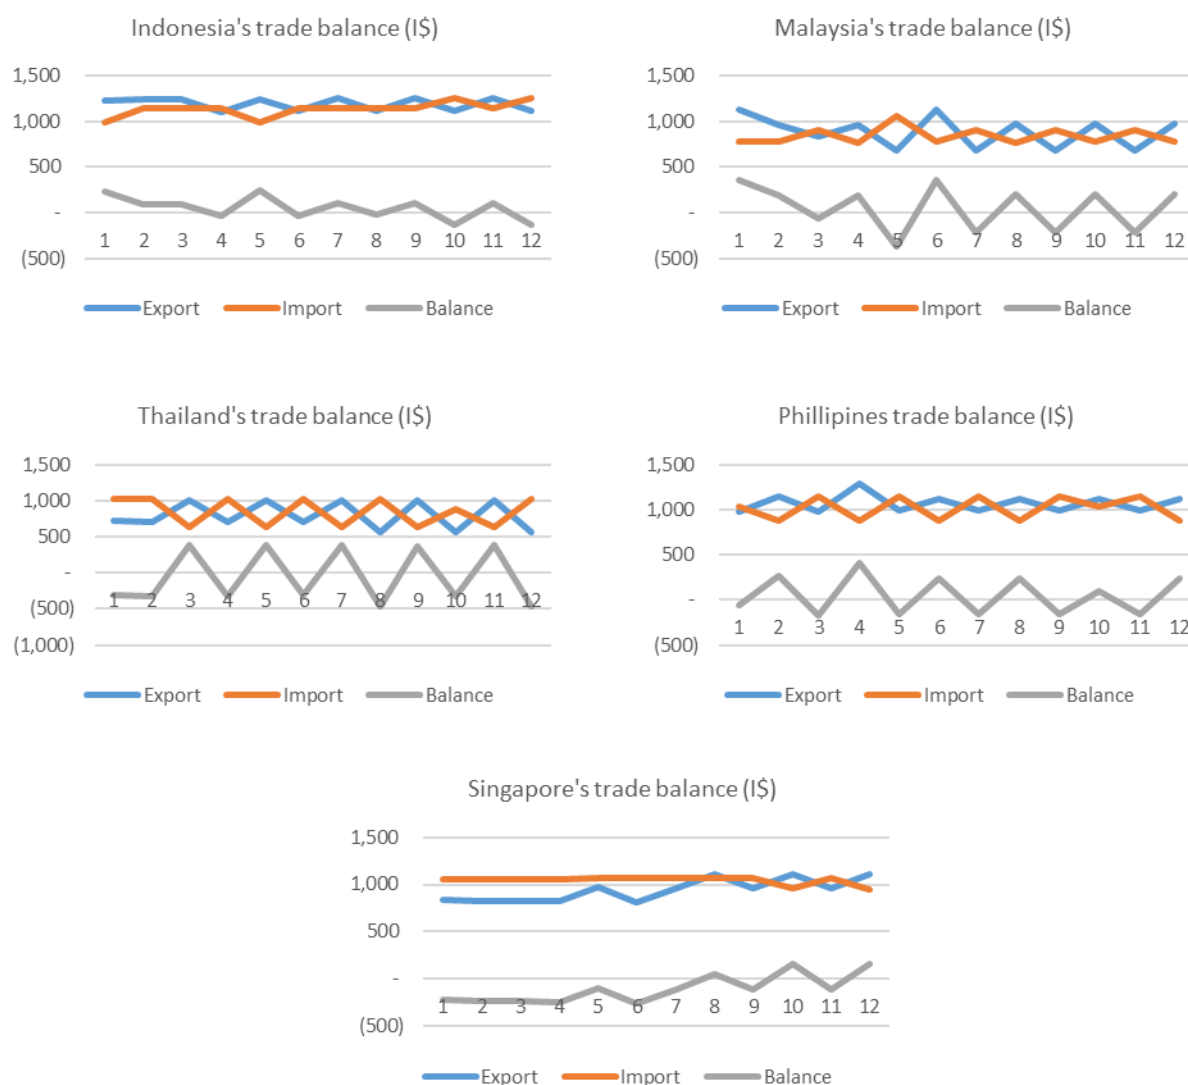 Indonesia's trade balance (I$)
1,500
1,000
500
-
(500)
1 2 3 4 5 6 7 8 9 10 11 12
Export Import Balance
Malaysia's trade balance (I$)
1,500
1,000
500
-
(500)
1 2 3 4 5 6 7 8 9 10 11 12
Export Import Balance
Thailand's trade balance (I$)
1,500
1,000
500
-
(500)
(1,000)
1 2 3 4 5 6 7 8 9 10 11 12
Export Import Balance
Phillipines trade balance (I$)
1,500
1,000
500
-
(500)
1 2 3 4 5 6 7 8 9 10 11 12
Export Import Balance
Singapore's trade balance (I$)
1,500
1,000
500
-
(500)
1 2 3 4 5 6 7 8 9 10 11 12
Export Import Balance